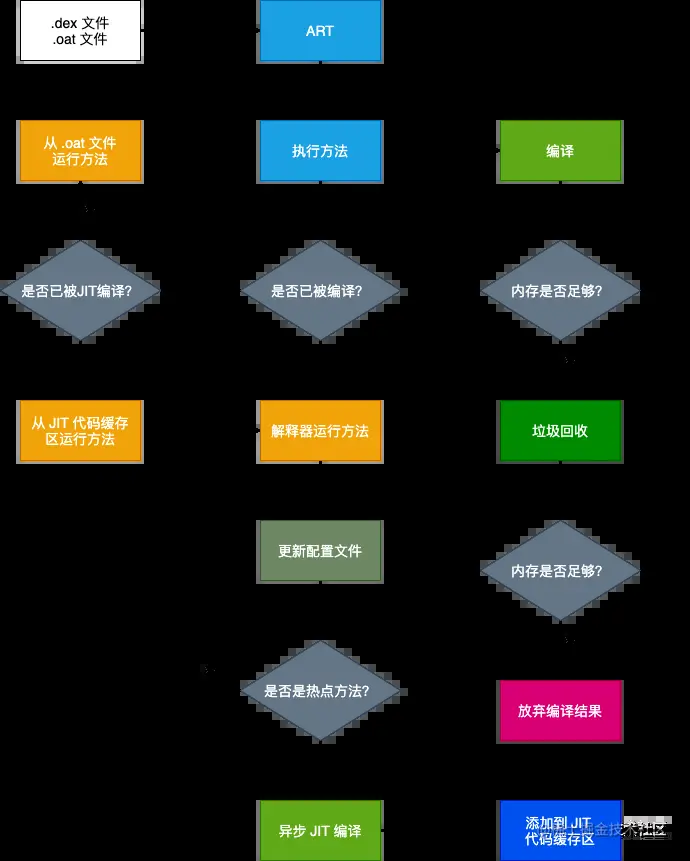 .dex 文件
.oat 文件
ART
从 .oat 文件
运行方法
执行方法
编译
是否已被JIT编译?
是否已被编译?
内存是否足够?
从 JIT 代码缓存
区运行方法
解释器运行方法
垃圾回收
更新配置文件
内存是否足够?
是否是热点方法?
放弃编译结果
异步 JIT 编译
添加到 JIT
代码缓存区
掘金技术社区